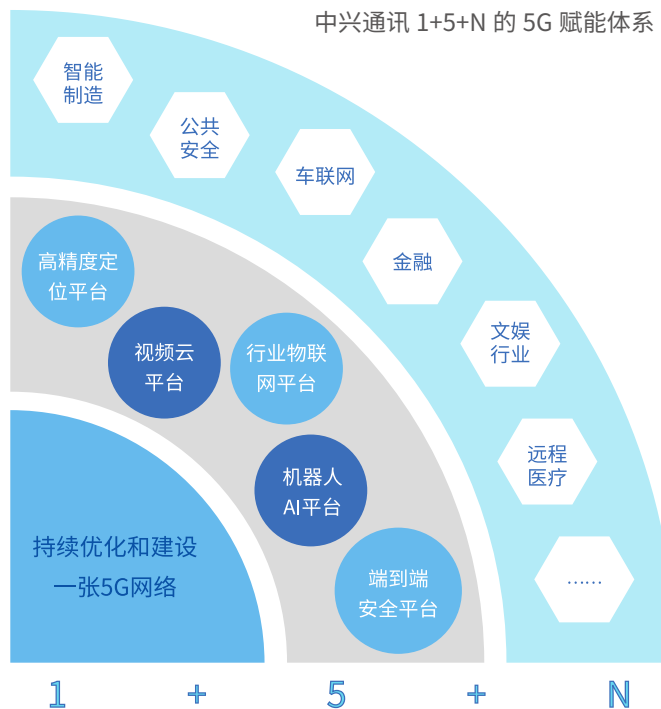 中兴通讯 1+5+N 的 5G 赋能体系
智能
制造
公共
安全
车联网
金融
文娱
行业
远程
医疗
……
高精度定
位平台
视频云
平台
行业物联
网平台
机器人
AI平台
端到端
安全平台
持续优化和建设
一张5G网络
1 + 5 + N